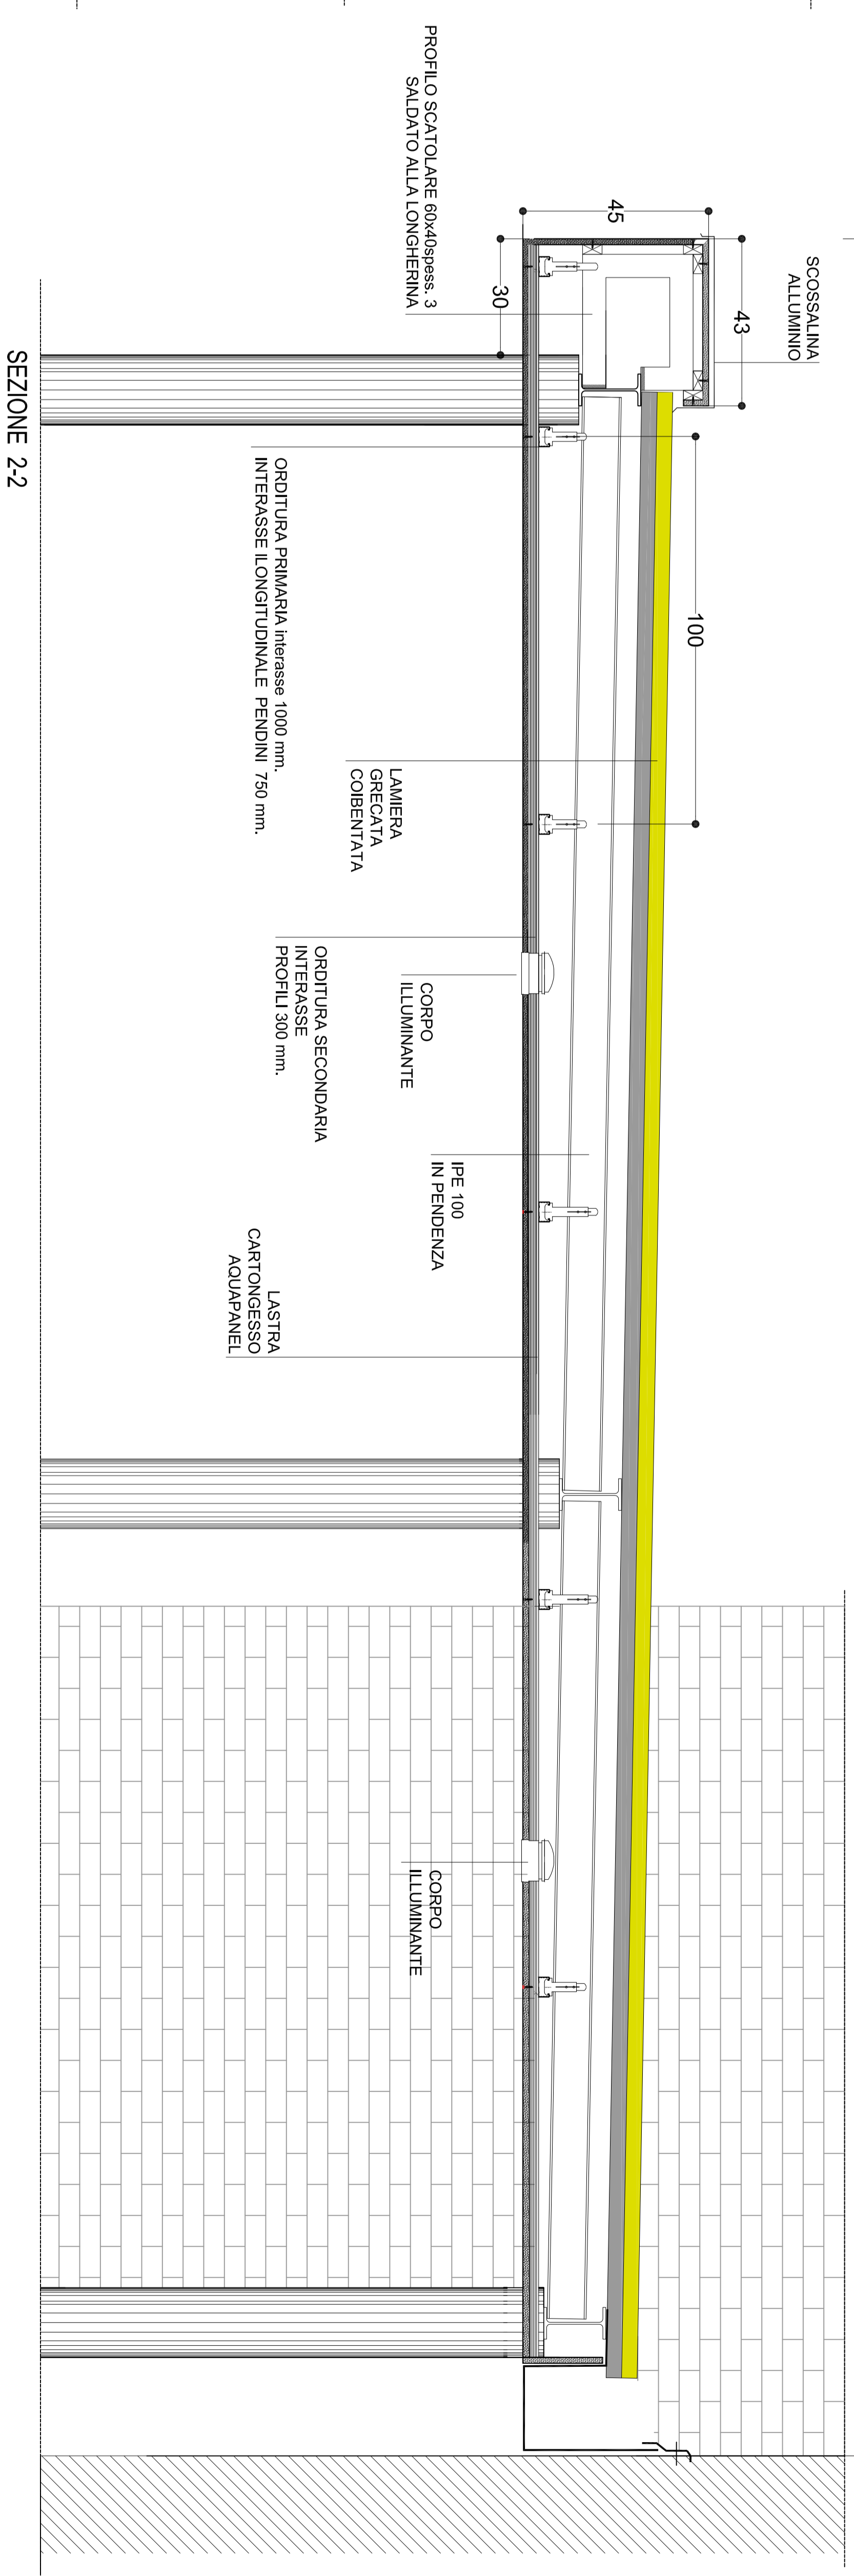 SCOSSALINA
ALLUMINIO
43
45
PROFILO SCATOLARE 60x40spess. 3
SALDATO ALLA LONGHERINA
30
100
ORDITURA PRIMARIA interasse 1000 mm.
INTERASSE lLONGITUDINALE PENDINI 750 mm.
LAMIERA
GRECATA
COIBENTATA
ORDITURA SECONDARIA
INTERASSE
PROFILI 300 mm.
CORPO
ILLUMINANTE
IPE 100
IN PENDENZA
LASTRA
CARTONGESSO
AQUAPANEL
CORPO
ILLUMINANTE
SEZIONE 2-2